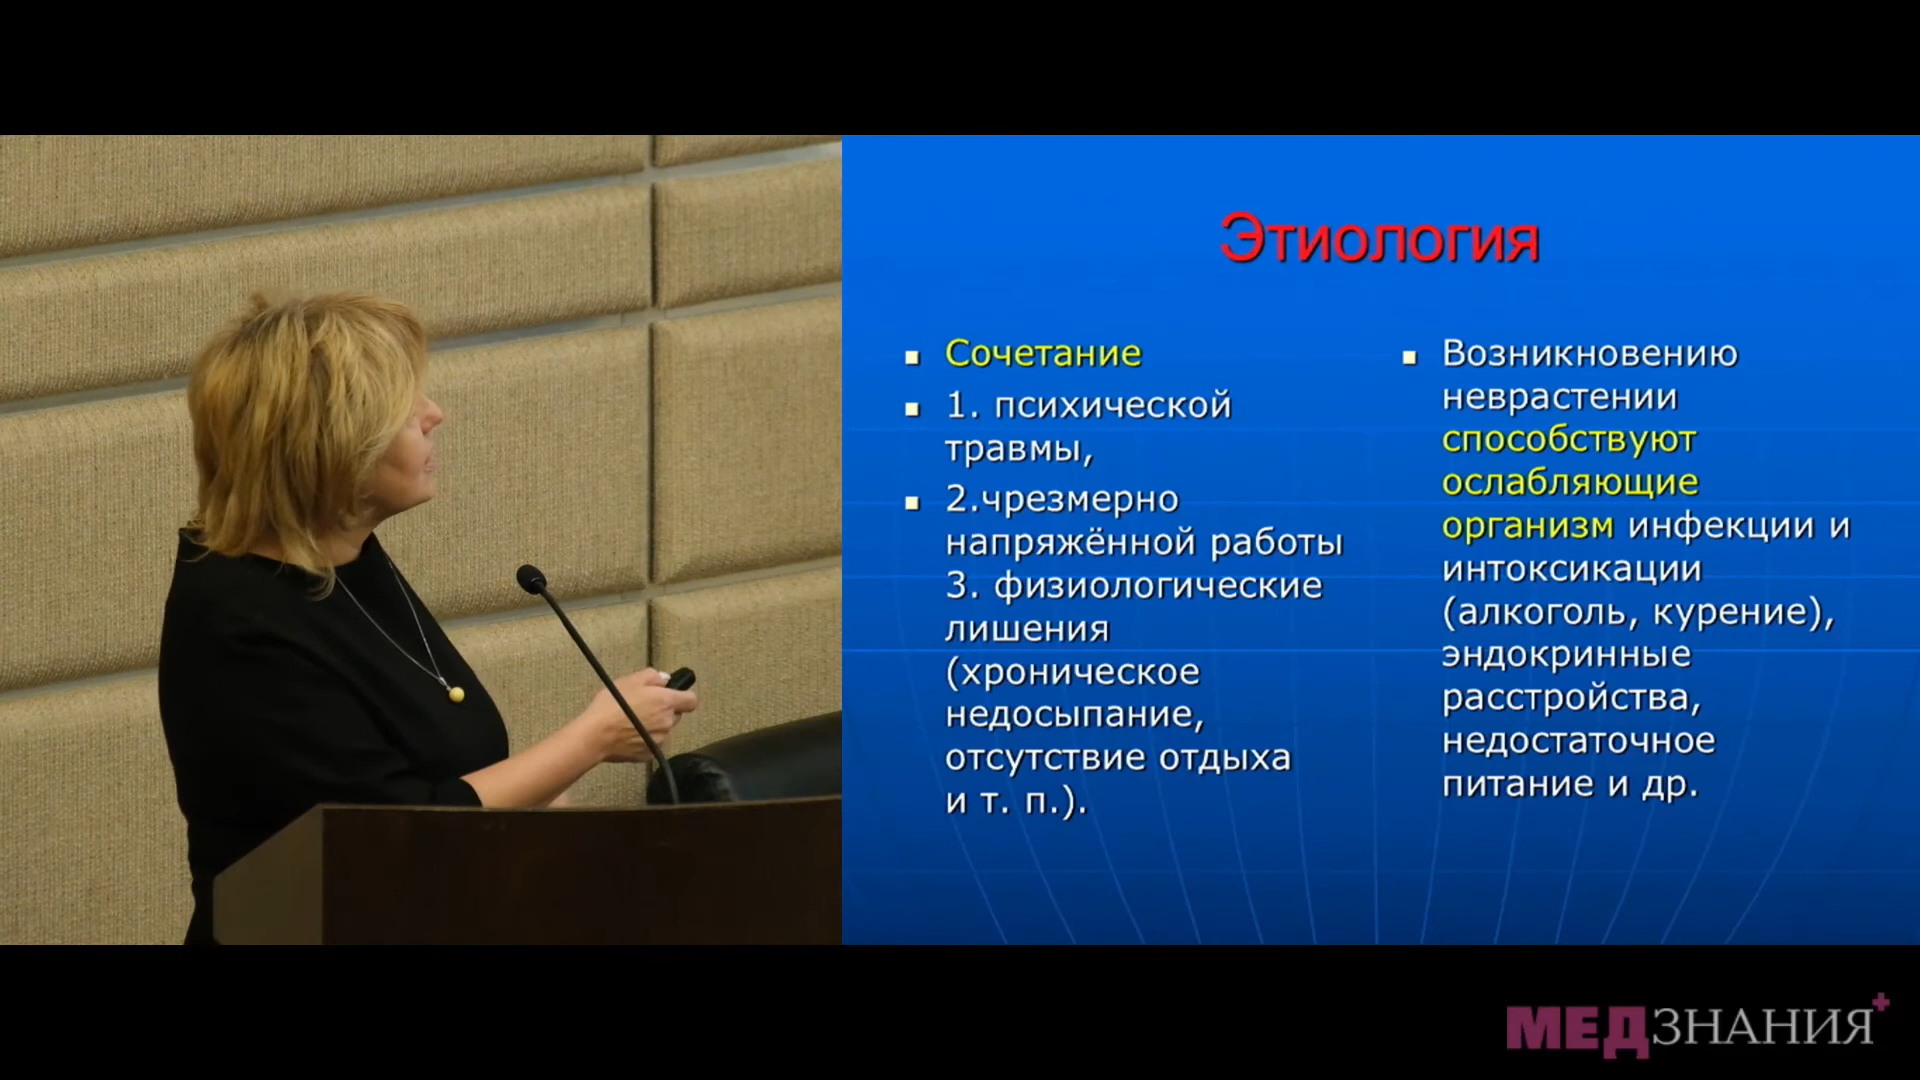 Этиология
Сочетание
1. психической
травмы,
2.чрезмерно
напряжённой работы
3. физиологические
лишения
(хроническое
недосыпание,
отсутствие отдыха
и т. п.).
Возникновению
неврастении
способствуют
ослабляющие
организм инфекции и
интоксикации
(алкоголь, курение),
эндокринные
расстройства,
недостаточное
питание и др.
МЕДЗНАНИЯ+